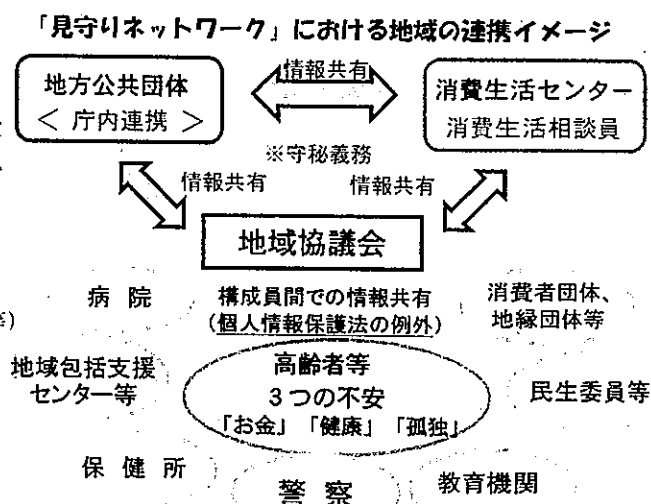 「見守りネットワーク」における地域の連携イメージ
地方公共団体
＜ 庁内連携 ＞
情報共有
消費生活センター
消費生活相談員
※守秘義務
情報共有
情報共有
地域協議会
病 院
構成員間での情報共有
（個人情報保護法の例外）
消費者団体、
地縁団体等
地域包括支援
センター等
高齢者等
３つの不安
「お金」「健康」「孤独」
民生委員等
保 健 所
警 察
教育機関